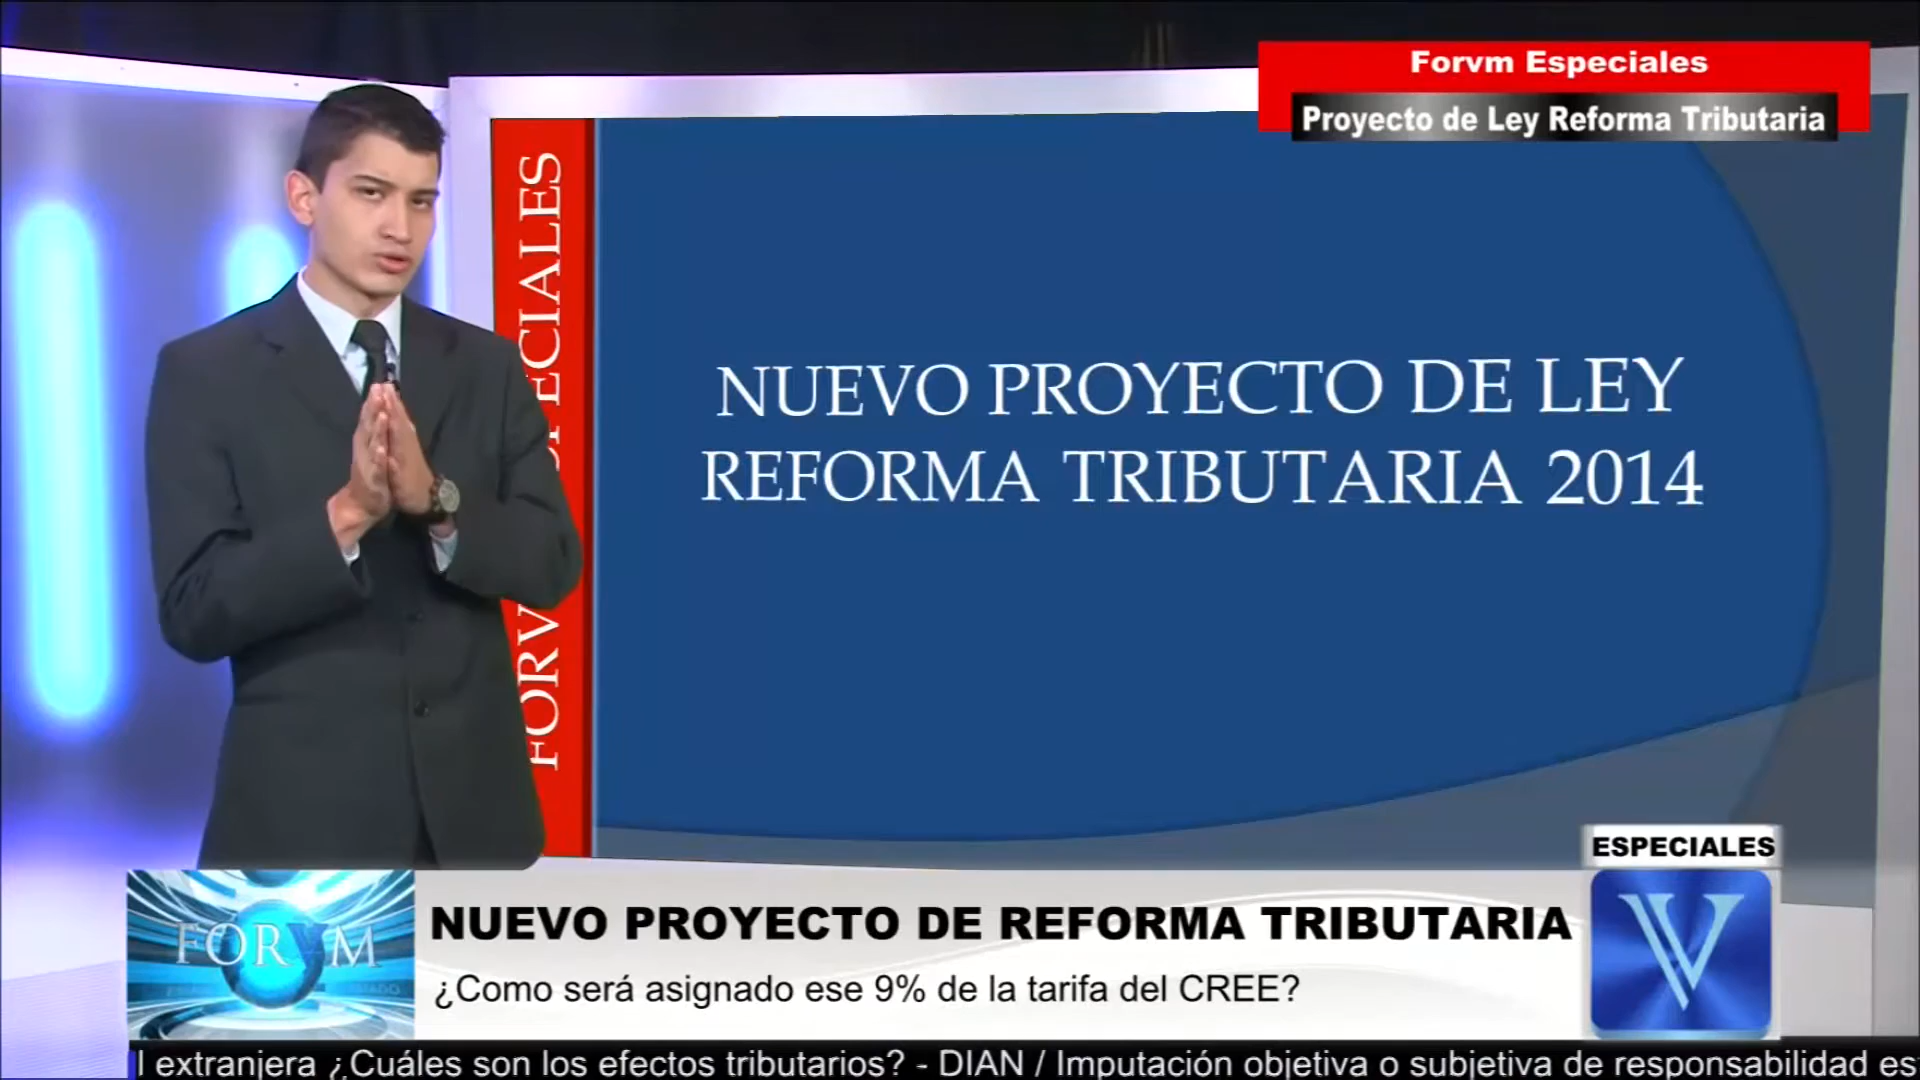 Forvm Especiales
Proyecto de Ley Reforma Tributaria
NUEVO PROYECTO DE LEY
REFORMA TRIBUTARIA 2014
ESPECIALES
FORVM
NUEVO PROYECTO DE REFORMA TRIBUTARIA
¿Como será asignado ese 9% de la tarifa del CREE?
l extranjera ¿Cuáles son los efectos tributarios? - DIAN / Imputación objetiva o subjetiva de responsabilidad es